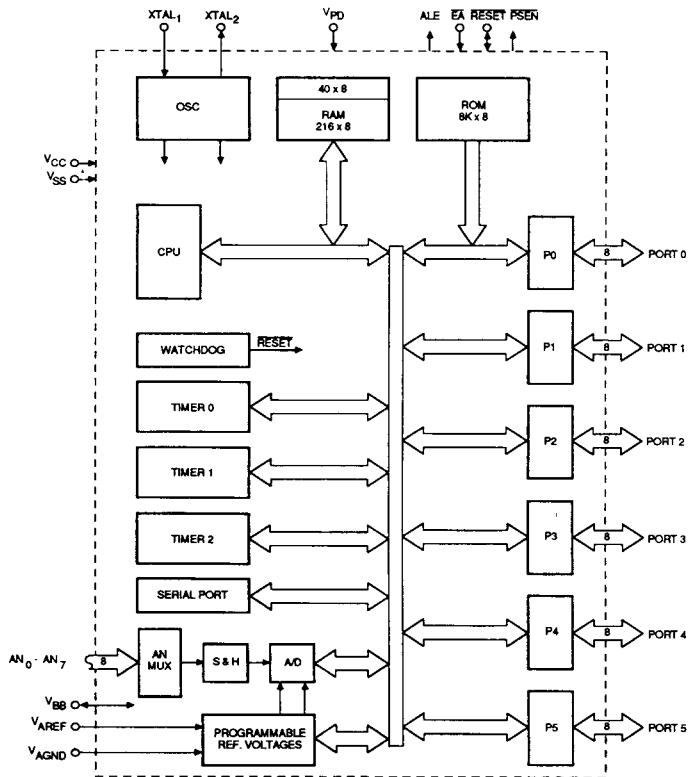 XTAL1 XTAL2 VPD ALE EA RESET PSEN
OSC
40 x 8
RAM
216 x 8
ROM
8K x 8
VCC
VSS
CPU
P0
8
PORT 0
WATCHDOG
RESET
P1
8
PORT 1
TIMER 0
P2
8
PORT 2
TIMER 1
TIMER 2
P3
8
PORT 3
SERIAL PORT
AN0 - AN7
8
AN
MUX
S & H
A/D
P4
8
PORT 4
VBB
VAREF
VAGND
PROGRAMMABLE
REF. VOLTAGES
P5
8
PORT 5